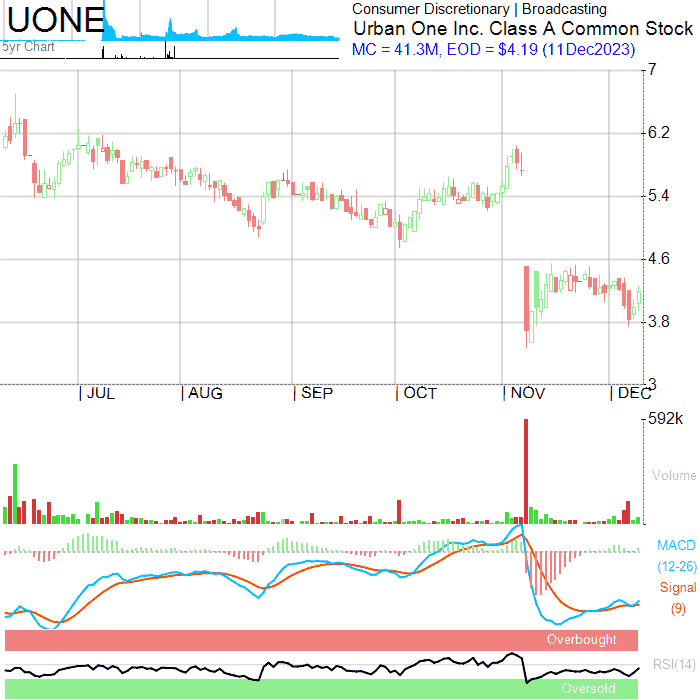 UONE
Consumer Discretionary | Broadcasting
Urban One Inc. Class A Common Stock
MC = 41.3M, EOD = $4.19 (11Dec2023)
5yr Chart
7
6.2
5.4
4.6
3.8
3
JUL AUG SEP OCT NOV DEC
592k
Volume
MACD
(12-26)
Signal
(9)
Overbought
RSI(14)
Oversold